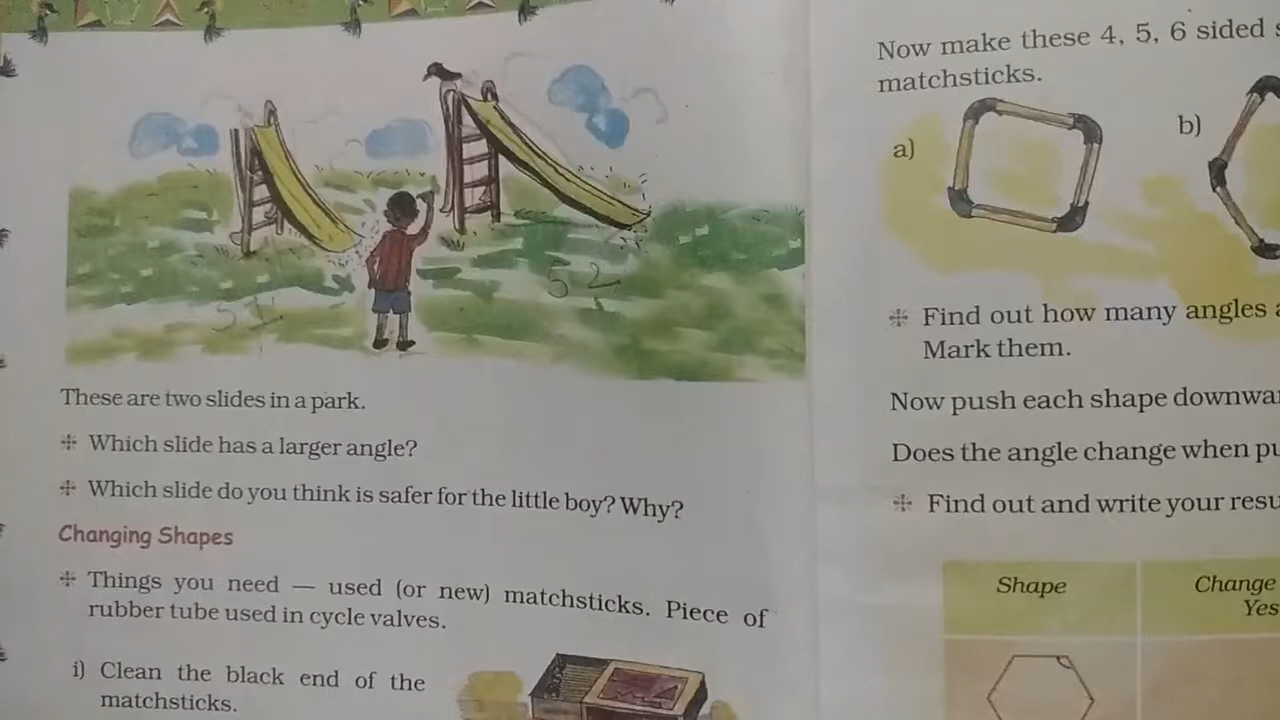 51
52
These are two slides in a park.
Which slide has a larger angle?
Which slide do you think is safer for the little boy? Why?
Changing Shapes
Things you need — used (or new) matchsticks. Piece of
rubber tube used in cycle valves.
i) Clean the black end of the
matchsticks.
Now make these 4, 5, 6 sided
matchsticks.
a)
b)
Find out how many angles
Mark them.
Now push each shape
Does the angle change when
Find out and write your
Shape
Change
Yes